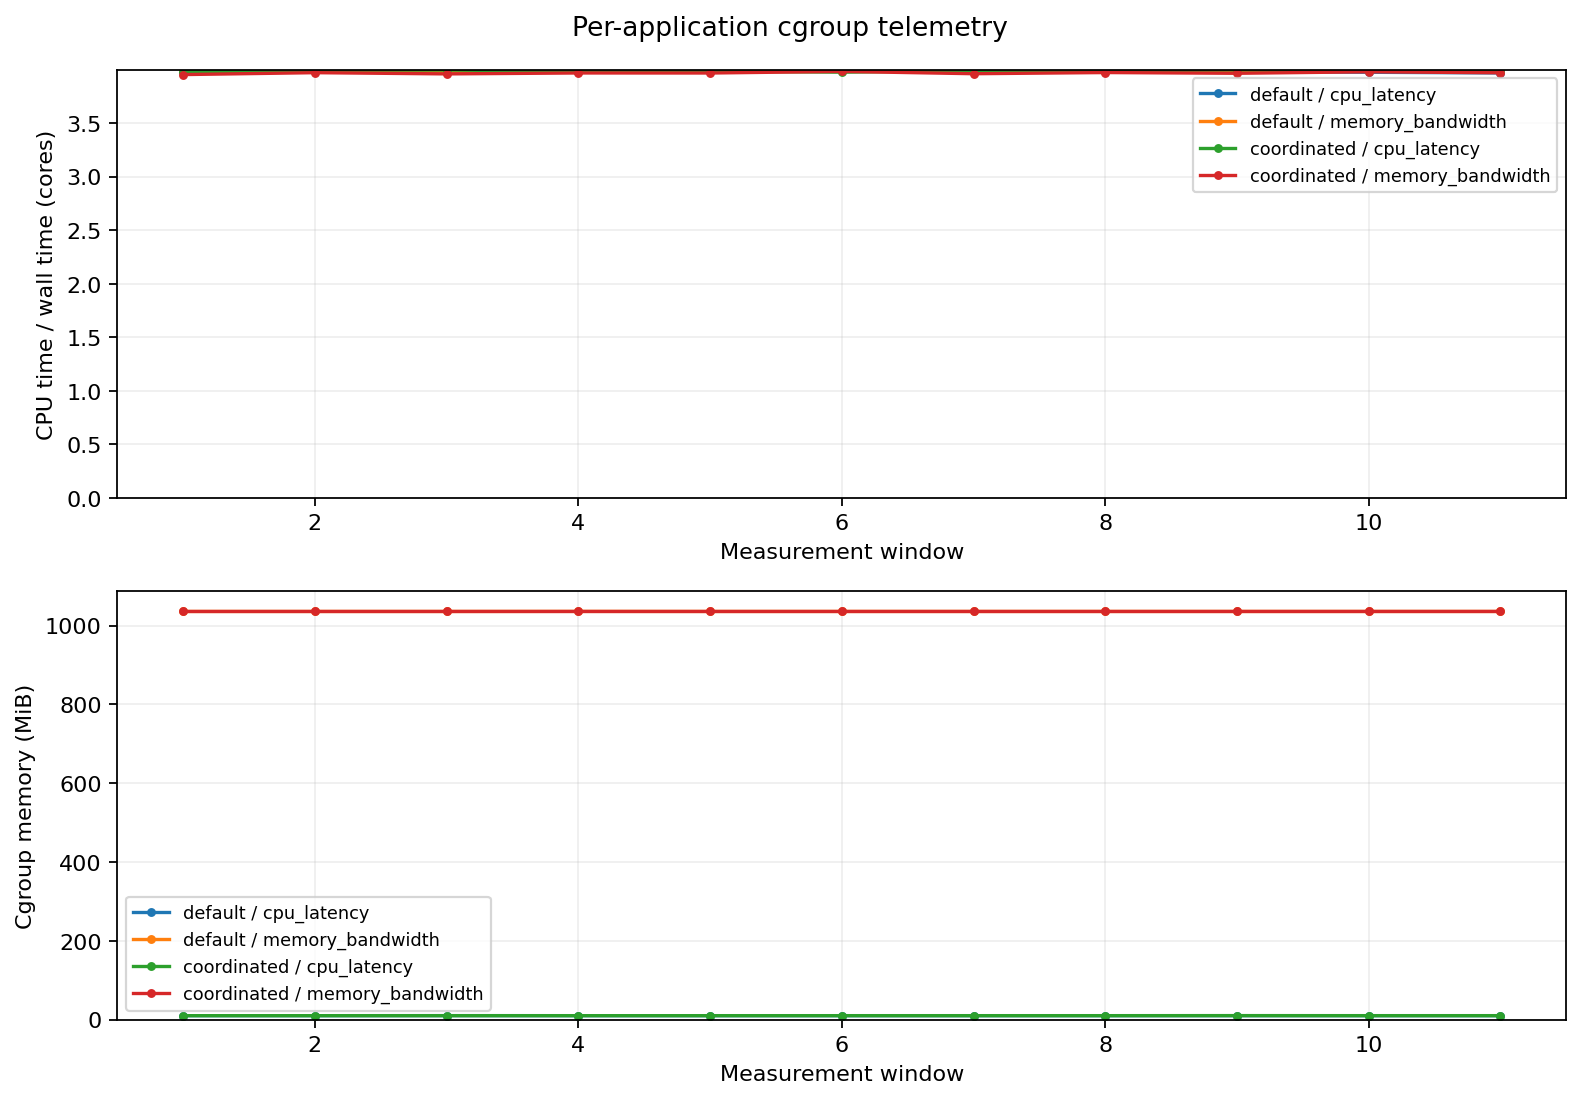 Per-application cgroup telemetry
CPU time / wall time (cores)
3.5
3.0
2.5
2.0
1.5
1.0
0.5
0.0
default / cpu_latency
default / memory_bandwidth
coordinated / cpu_latency
coordinated / memory_bandwidth
2 4 6 8 10
Measurement window
Cgroup memory (MiB)
1000
800
600
400
200
0
default / cpu_latency
default / memory_bandwidth
coordinated / cpu_latency
coordinated / memory_bandwidth
2 4 6 8 10
Measurement window